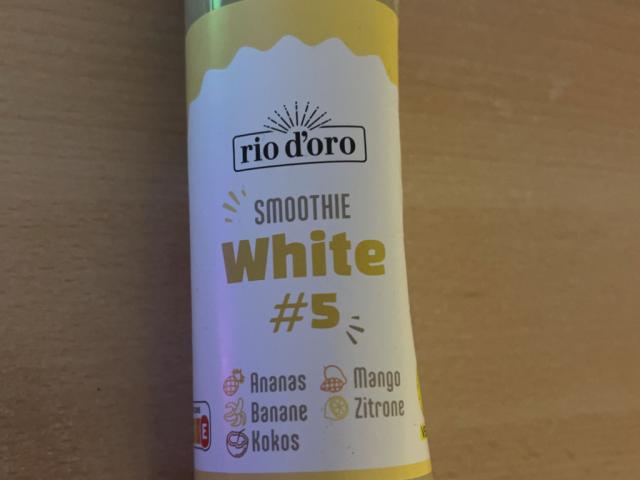 rio d'oro
SMOOTHIE
White
#5
Ananas Mango
Banane Zitrone
Kokos
E